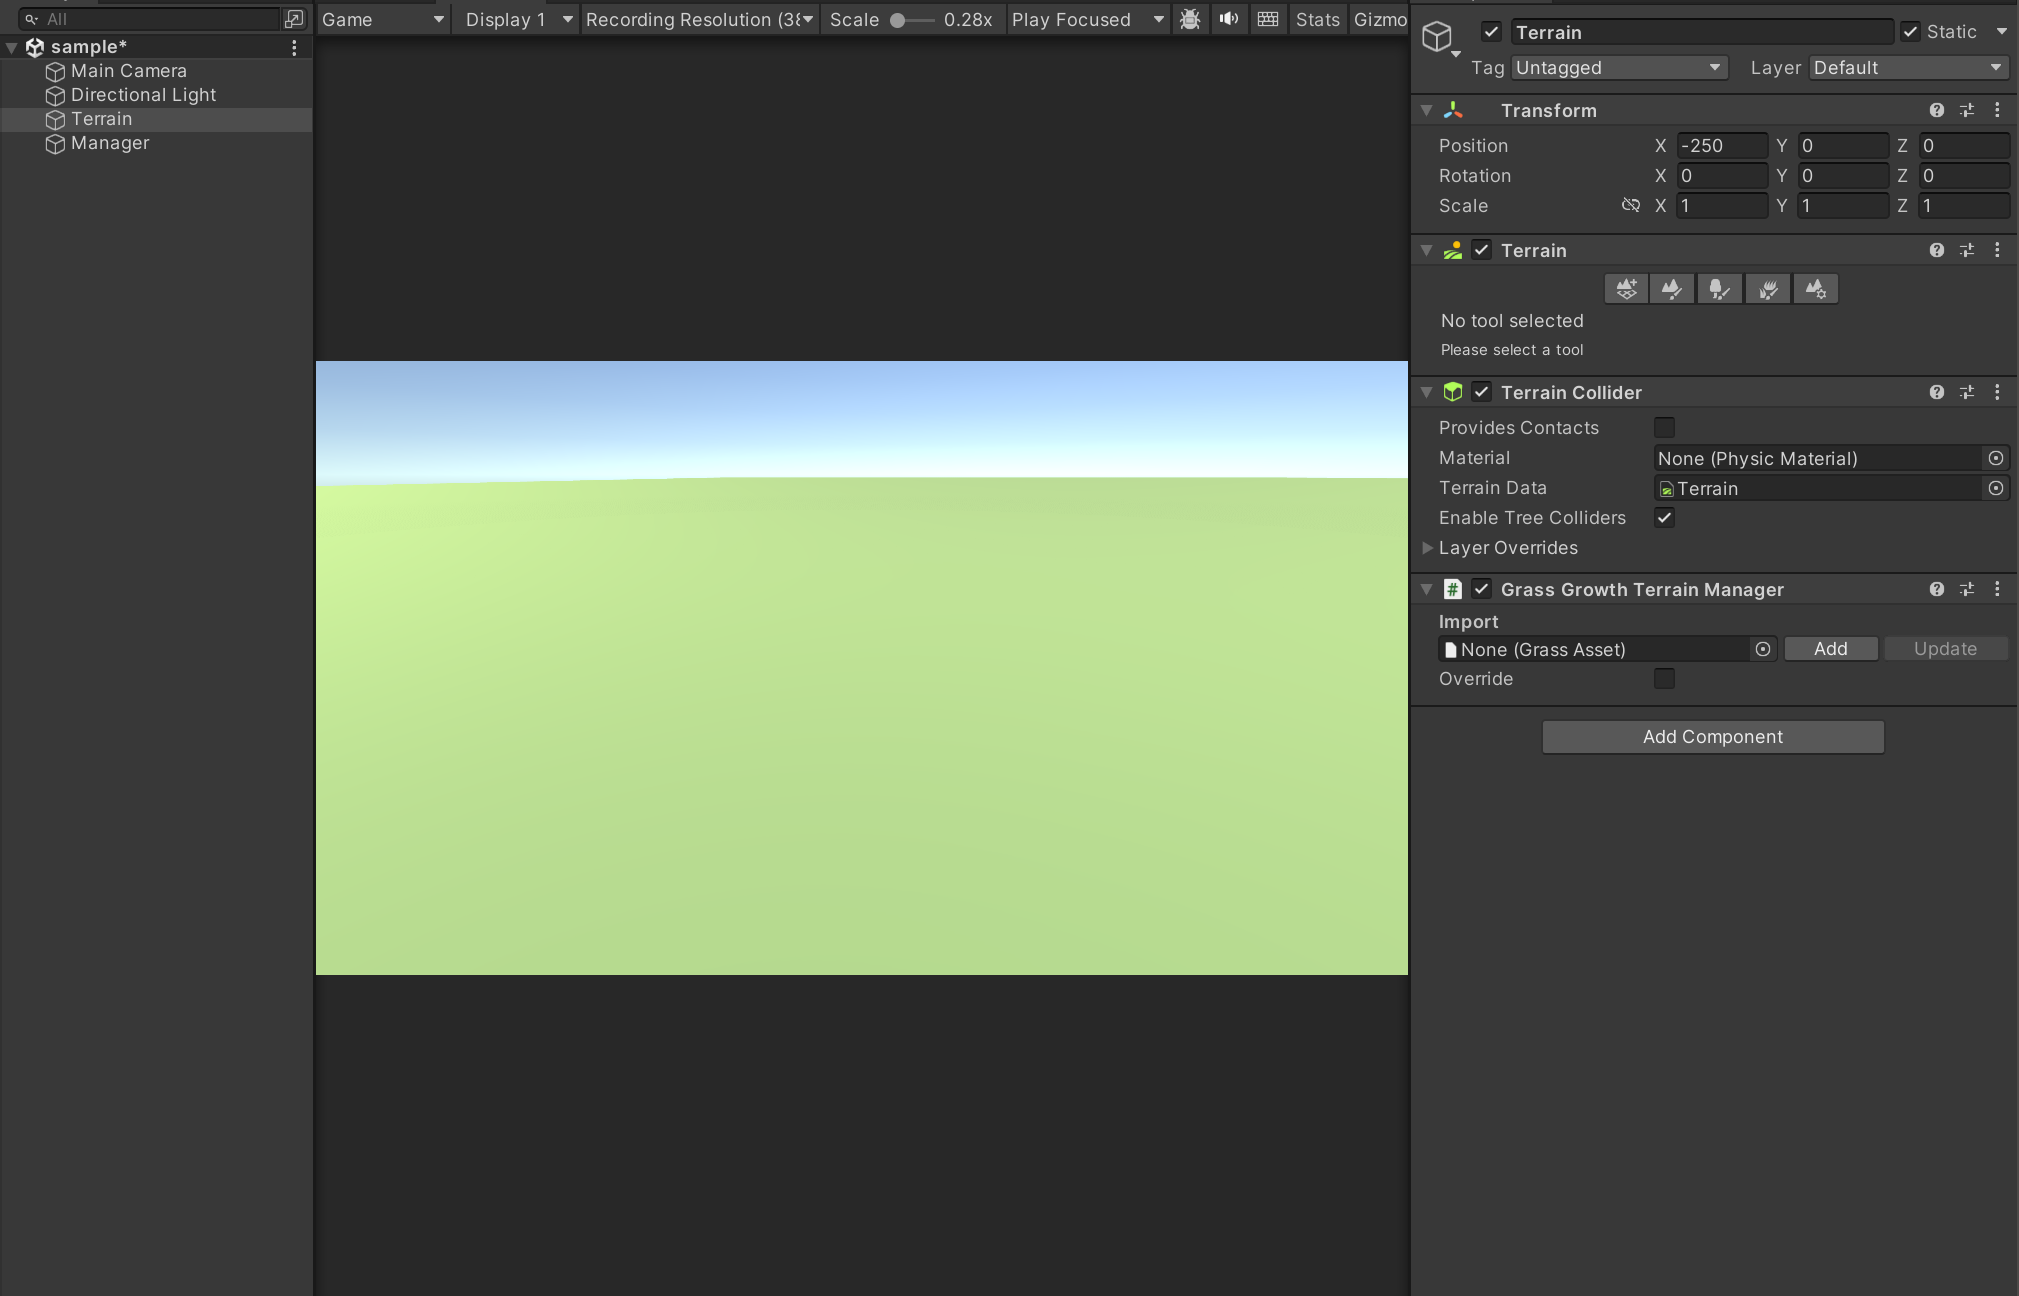 All
sample*
Main Camera
Directional Light
Terrain
Manager
Game Display 1 Recording Resolution (38 Scale 0.28x Play Focused Stats Gizmo
Terrain Static
Tag Untagged Layer Default
Transform
Position X -250 Y 0 Z 0
Rotation X 0 Y 0 Z 0
Scale X 1 Y 1 Z 1
Terrain
No tool selected
Please select a tool
Terrain Collider
Provides Contacts
Material None (Physic Material)
Terrain Data Terrain
Enable Tree Colliders
Layer Overrides
# Grass Growth Terrain Manager
Import
None (Grass Asset) Add Update
Override
Add Component